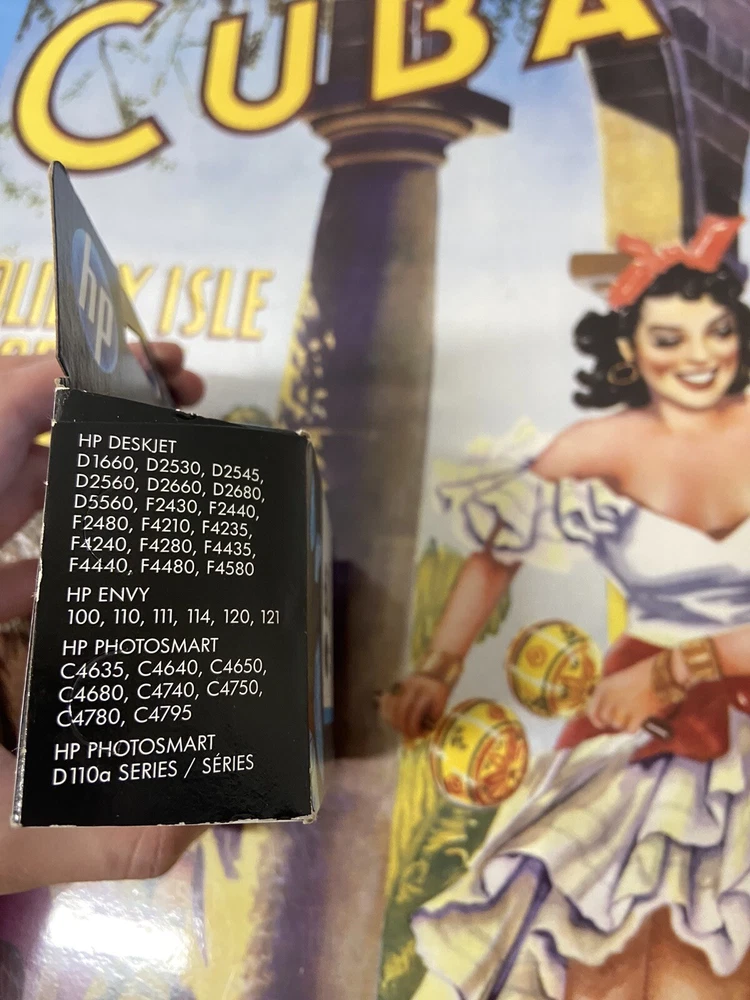 CUBA
ISLE
hp
HP DESKJET
D1660, D2530, D2545,
D2560, D2660, D2680,
D5560, F2430, F2440,
F2480, F4210, F4235,
F4240, F4280, F4435,
F4440, F4480, F4580
HP ENVY
100, 110, 111, 114, 120, 121
HP PHOTOSMART
C4635, C4640, C4650,
C4680, C4740, C4750,
C4780, C4795
HP PHOTOSMART
D110a SERIES / SÉRIES